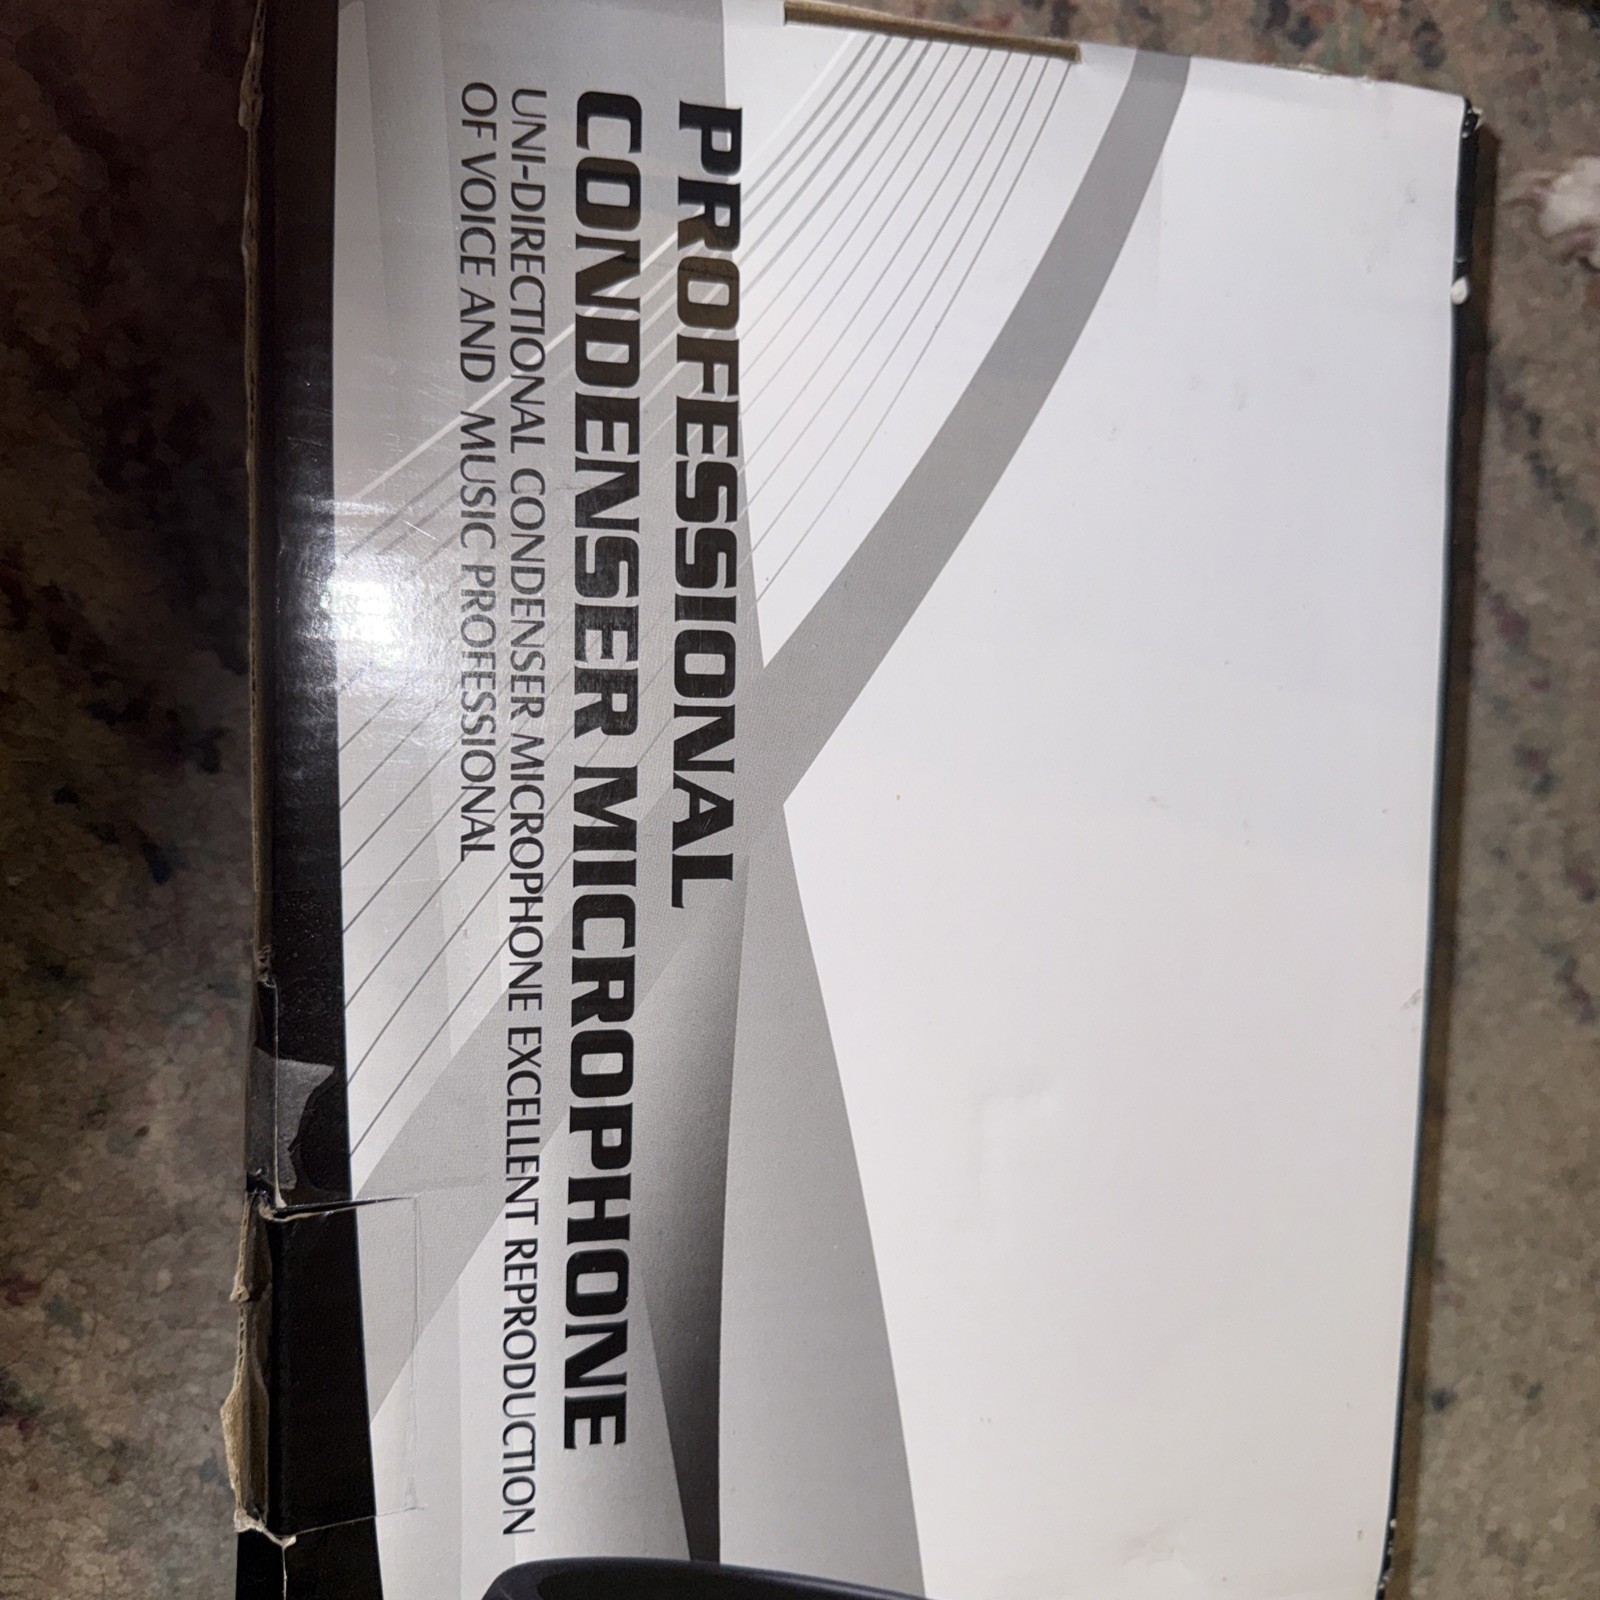 PROFESSIONAL
CONDENSER MICROPHONE
UNI-DIRECTIONAL CONDENSER MICROPHONE EXCELLENT REPRODUCTION
OF VOICE AND MUSIC PROFESSIONAL